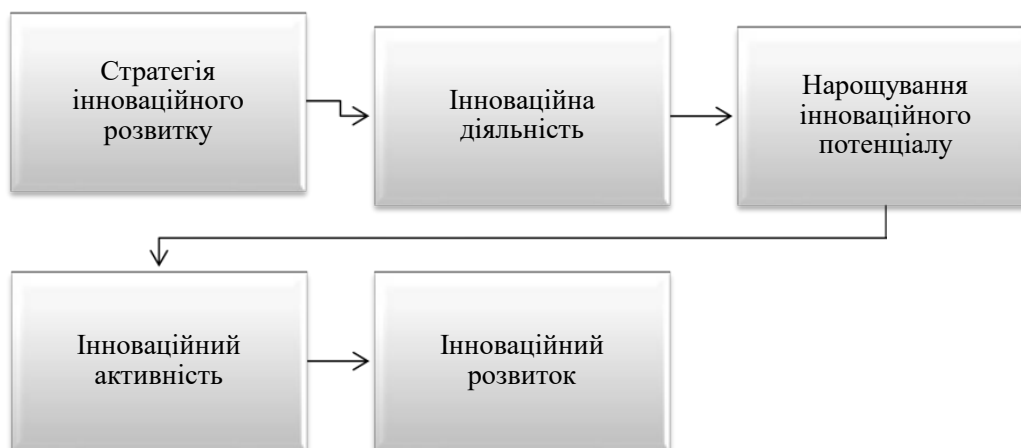 Стратегія
інноваційного
розвитку
Інноваційна
діяльність
Нарощування
інноваційного
потенціалу
Інноваційний
активність
Інноваційний
розвиток